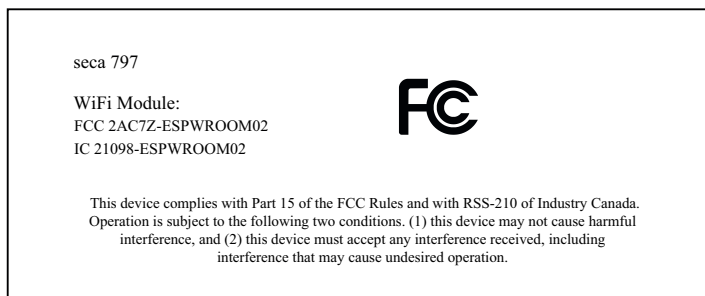 seca 797
WiFi Module:
FCC 2AC7Z-ESPWROOM02
IC 21098-ESPWROOM02
FC
This device complies with Part 15 of the FCC Rules and with RSS-210 of Industry Canada.
Operation is subject to the following two conditions. (1) this device may not cause harmful
interference, and (2) this device must accept any interference received, including
interference that may cause undesired operation.